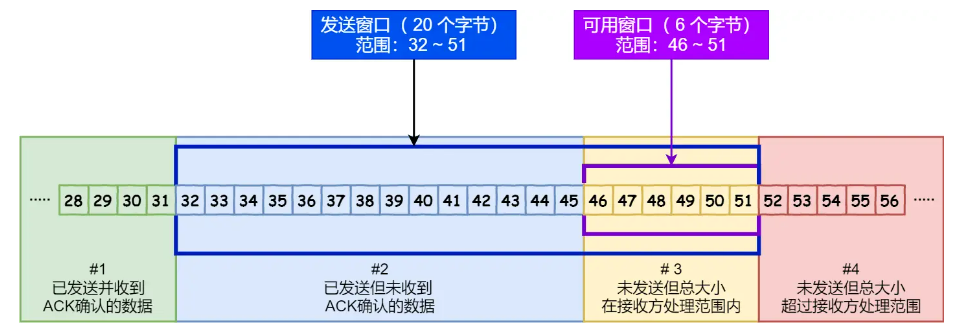 发送窗口（20 个字节）
范围：32 ~ 51
可用窗口（6 个字节）
范围：46 ~ 51
····· 28 29 30 31 32 33 34 35 36 37 38 39 40 41 42 43 44 45 46 47 48 49 50 51 52 53 54 55 56 ·····
#1
已发送并收到
ACK确认的数据
#2
已发送但未收到
ACK确认的数据
# 3
未发送但总大小
在接收方处理范围内
#4
未发送但总大小
超过接收方处理范围